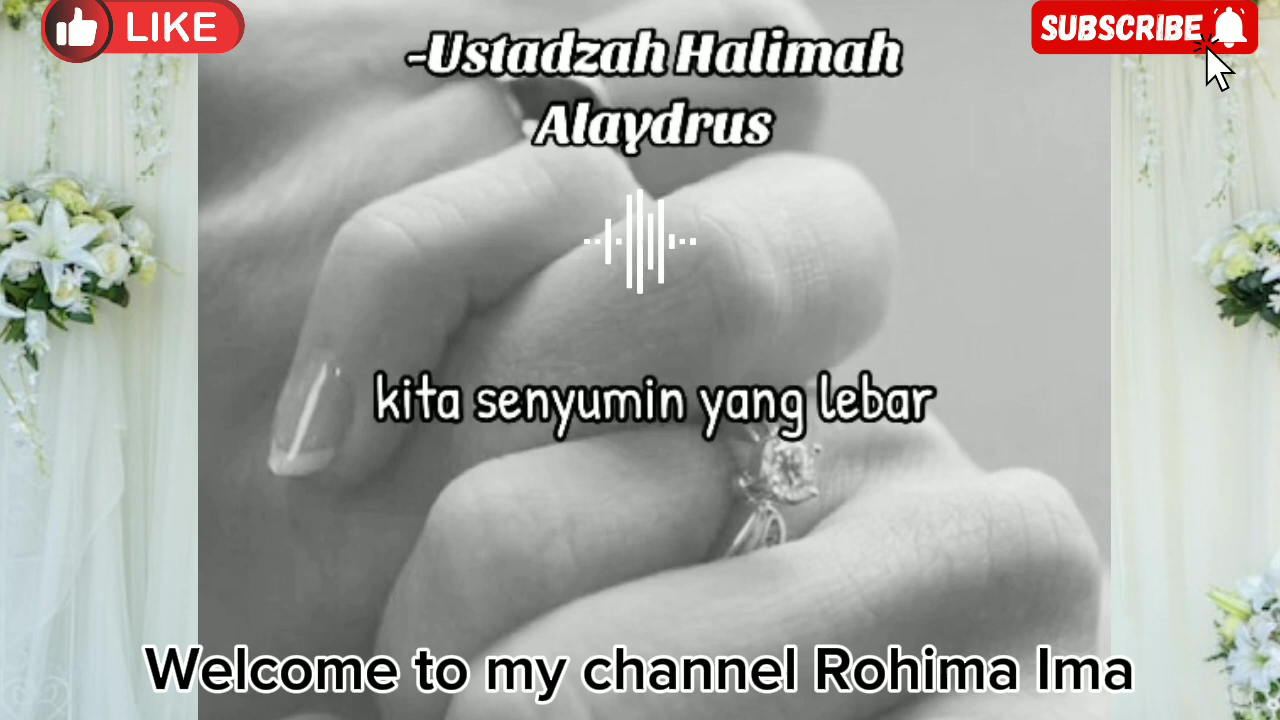 LIKE
SUBSCRIBE
-Ustadzah Halimah
Alaydrus
kita senyumin yang lebar
Welcome to my channel Rohima Ima